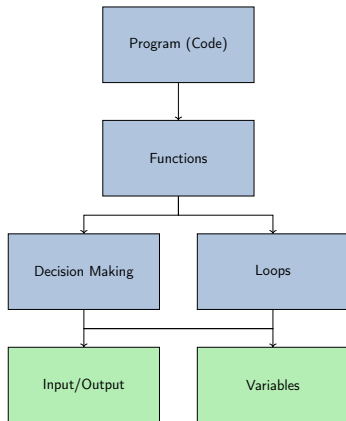 Program (Code)
Functions
Decision Making
Loops
Input/Output
Variables